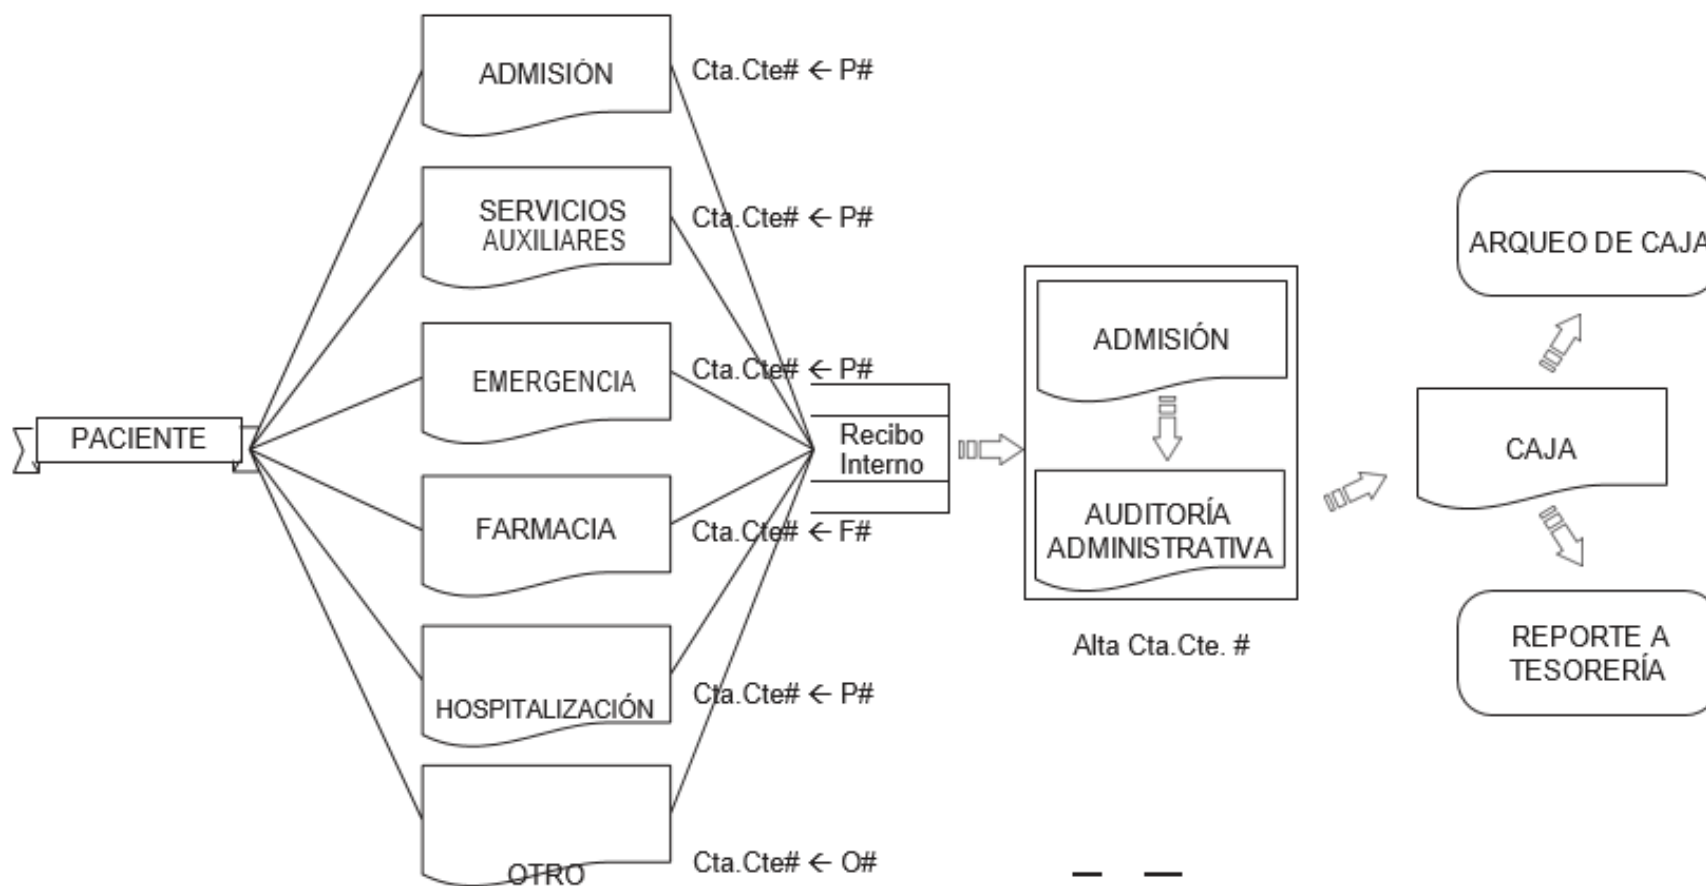 PACIENTE
ADMISIÓN
Cta.Cte# ← P#
SERVICIOS
AUXILIARES
Cta.Cte# ← P#
EMERGENCIA
Cta.Cte# ← P#
FARMACIA
Cta.Cte# ← F#
HOSPITALIZACIÓN
Cta.Cte# ← P#
OTRO
Cta.Cte# ← O#
Recibo
Interno
ADMISIÓN
AUDITORÍA
ADMINISTRATIVA
Alta Cta.Cte. #
CAJA
ARQUEO DE CAJA
REPORTE A
TESORERÍA